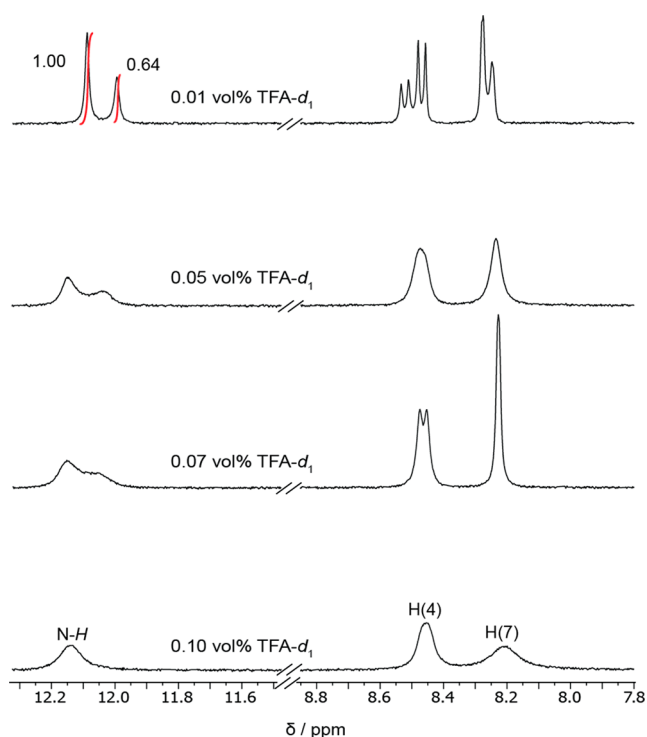 1.00
0.64
0.01 vol% TFA-d₁
0.05 vol% TFA-d₁
0.07 vol% TFA-d₁
N-H
0.10 vol% TFA-d₁
H(4)
H(7)
12.2 12.0 11.8 11.6 8.8 8.6 8.4 8.2 8.0 7.8
δ / ppm